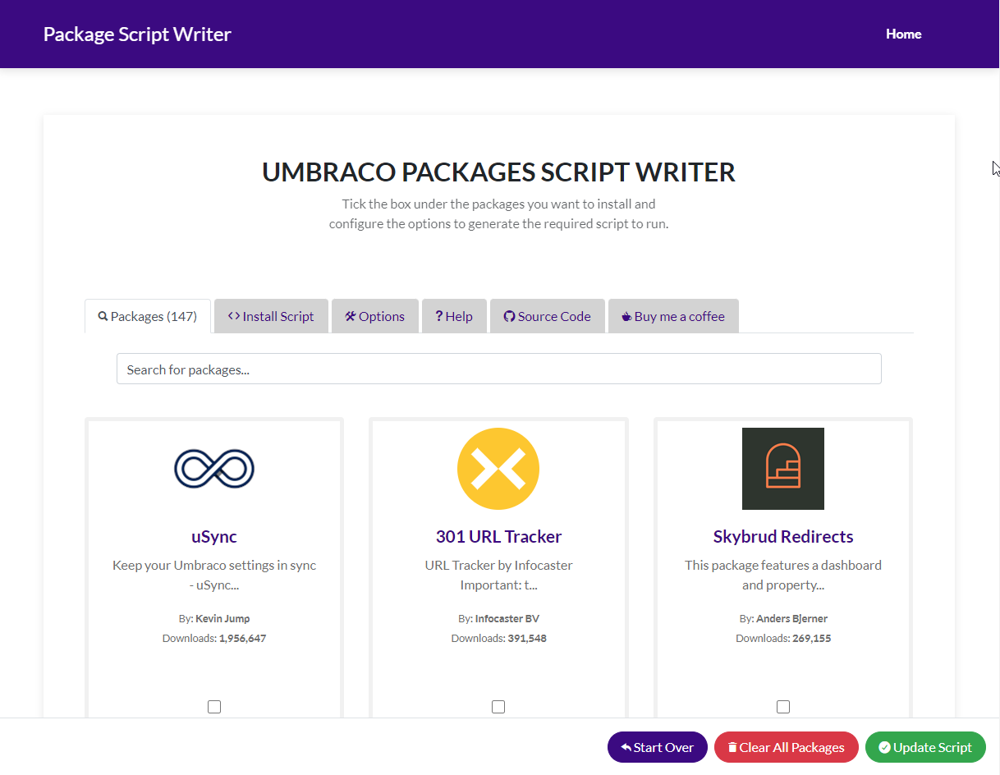 Package Script Writer
Home
UMBRACO PACKAGES SCRIPT WRITER
Tick the box under the packages you want to install and
configure the options to generate the required script to run.
Packages (147)
Install Script
Options
Help
Source Code
Buy me a coffee
Search for packages...
uSync
Keep your Umbraco settings in sync
- uSync...
By: Kevin Jump
Downloads: 1,956,647
301 URL Tracker
URL Tracker by Infocaster
Important: t...
By: Infocaster BV
Downloads: 391,548
Skybrud Redirects
This package features a dashboard
and property...
By: Anders Bjerner
Downloads: 269,155
Start Over
Clear All Packages
Update Script